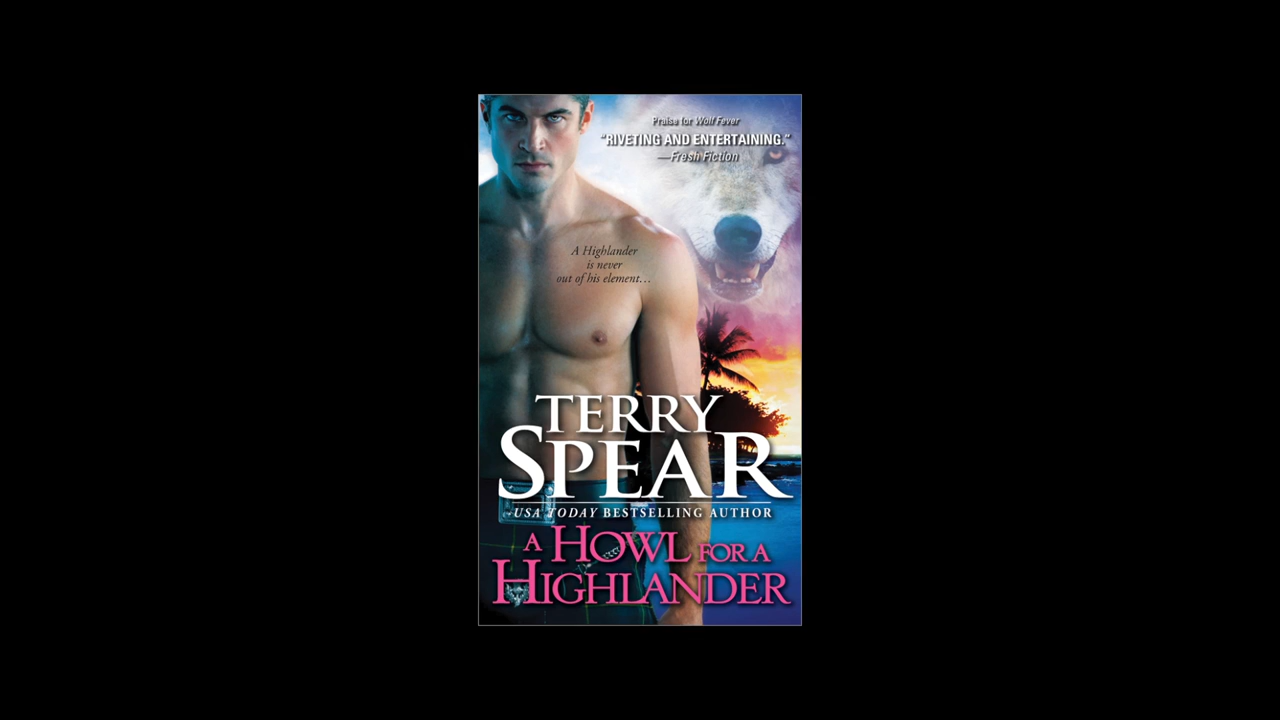 Praise for Wolf Fever
"RIVETING AND ENTERTAINING."
—Fresh Fiction
A Highlander
is never
out of his element...
TERRY
SPEAR
USA TODAY BESTSELLING AUTHOR
A HOWL FOR A
HIGHLANDER